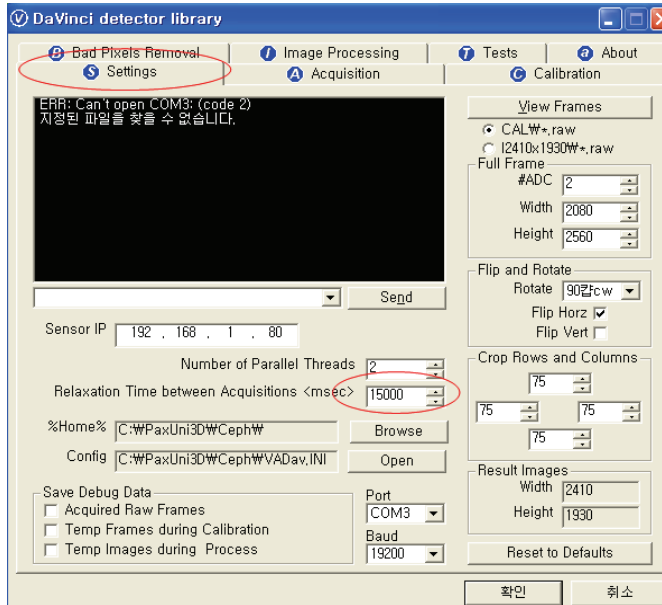 DaVinci detector library
Bad Pixels Removal
Image Processing
Tests
About
Settings
Acquisition
Calibration
ERR: Can't open COM3: (code 2)
지정된 파일을 찾을 수 없습니다.
Send
Sensor IP 192 . 168 . 1 . 80
Number of Parallel Threads 2
Relaxation Time between Acquisitions <msec> 15000
%Home% C:₩PaxUni3D₩Ceph₩ Browse
Config C:₩PaxUni3D₩Ceph₩VADav.INI Open
Save Debug Data
Acquired Raw Frames
Temp Frames during Calibration
Temp Images during Process
Port
COM3
Baud
19200
View Frames
CAL₩*.raw
I2410x1930₩*.raw
Full Frame
#ADC 2
Width 2080
Height 2560
Flip and Rotate
Rotate 90캽cw
Flip Horz
Flip Vert
Crop Rows and Columns
75
75 75
75
Result Images
Width 2410
Height 1930
Reset to Defaults
확인 취소